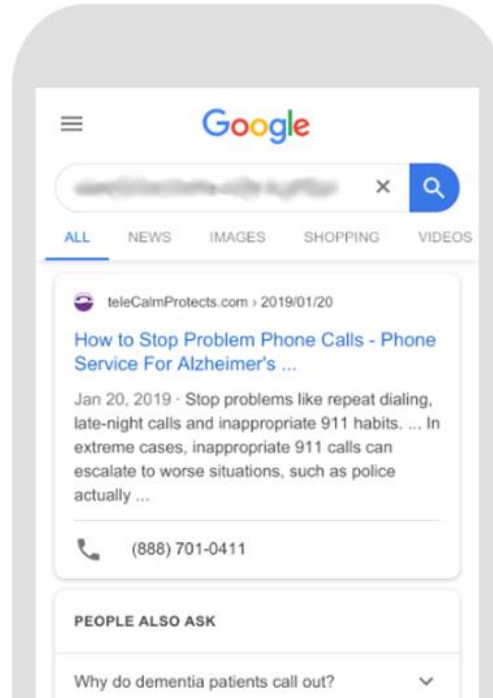 Google
ALL NEWS IMAGES SHOPPING VIDEOS
teleCalmProtects.com › 2019/01/20
How to Stop Problem Phone Calls - Phone
Service For Alzheimer's ...
Jan 20, 2019 · Stop problems like repeat dialing,
late-night calls and inappropriate 911 habits. ... In
extreme cases, inappropriate 911 calls can
escalate to worse situations, such as police
actually ...
(888) 701-0411
PEOPLE ALSO ASK
Why do dementia patients call out?